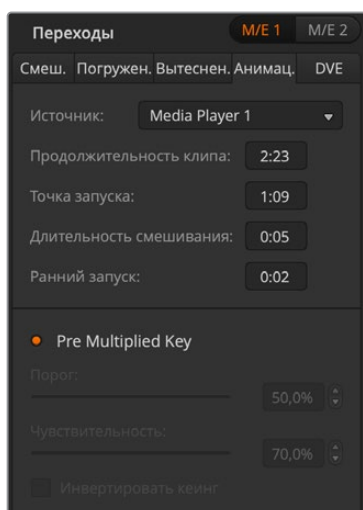 Переходы M/E 1 M/E 2
Смеш. Погружен. Вытеснен. Анимац. DVE
Источник: Media Player 1
Продолжительность клипа: 2:23
Точка запуска: 1:09
Длительность смешивания: 0:05
Ранний запуск: 0:02
Pre Multiplied Key
Порог:
50,0%
Чувствительность:
70,0%
Инвертировать кеинг